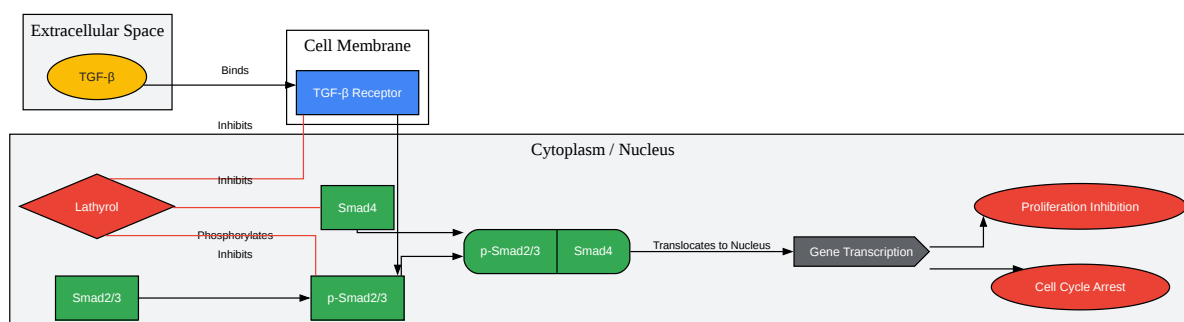 Extracellular Space
TGF-β
Binds
Cell Membrane
TGF-β Receptor
Inhibits
Cytoplasm / Nucleus
Lathyrol
Inhibits
Smad4
Phosphorylates
Inhibits
Smad2/3
p-Smad2/3
p-Smad2/3
Smad4
Translocates to Nucleus
Gene Transcription
Proliferation Inhibition
Cell Cycle Arrest